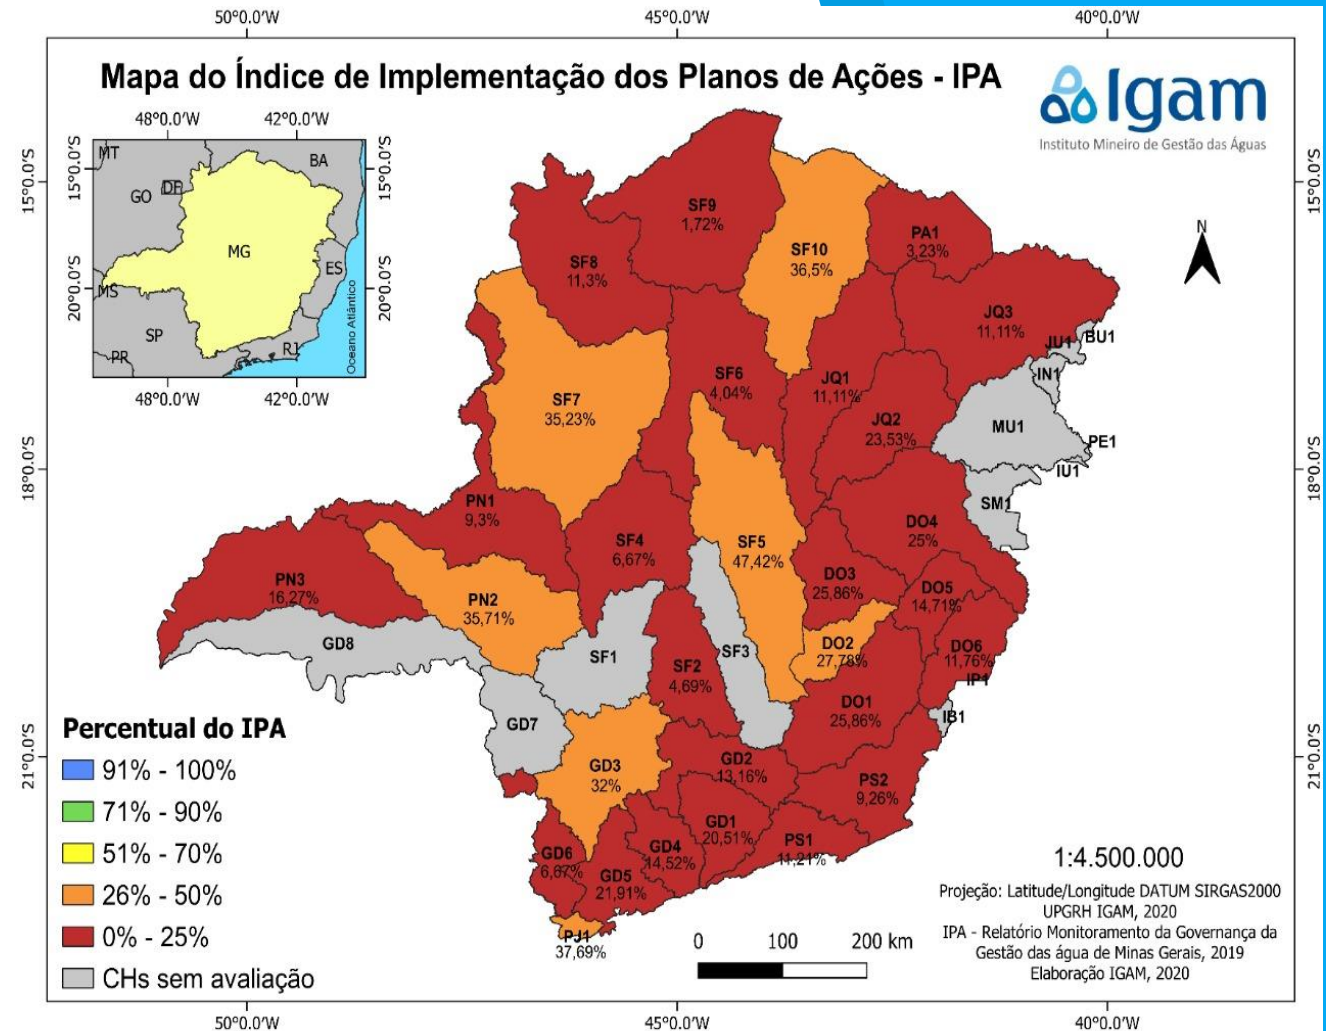 50°0.0'W 45°0.0'W 40°0.0'W
Mapa do Índice de Implementação dos Planos de Ações - IPA
Igam
Instituto Mineiro de Gestão das Águas
48°0.0'W 42°0.0'W
15°0.0'S
20°0.0'S
15°0.0'S
20°0.0'S
MT
BA
GO
DF
MG
ES
MS
SP
RJ
PR
Oceano Atlântico
48°0.0'W 42°0.0'W
15°0.0'S
18°0.0'S
21°0.0'S
15°0.0'S
18°0.0'S
21°0.0'S
N
SF9
1,72%
SF10
36,5%
PA1
3,23%
SF8
11,3%
JQ3
11,11%
JU1
BU1
IN1
SF6
4,04%
JQ1
11,11%
SF7
35,23%
JQ2
23,53%
MU1
PE1
IU1
SM1
PN1
9,3%
SF4
6,67%
SF5
47,42%
DO4
25%
DO3
25,86%
DO5
14,71%
PN3
16,27%
PN2
35,71%
GD8
SF1
SF2
4,69%
SF3
DO2
27,78%
DO6
11,76%
IP1
DO1
25,86%
IB1
GD7
GD3
32%
GD2
13,16%
PS2
9,26%
GD1
20,51%
PS1
11,21%
GD4
14,52%
GD6
6,67%
GD5
21,91%
PJ1
37,69%
Percentual do IPA
91% - 100%
71% - 90%
51% - 70%
26% - 50%
0% - 25%
CHs sem avaliação
0 100 200 km
1:4.500.000
Projeção: Latitude/Longitude DATUM SIRGAS2000
UPGRH IGAM, 2020
IPA - Relatório Monitoramento da Governança da
Gestão das água de Minas Gerais, 2019
Elaboração IGAM, 2020
50°0.0'W 45°0.0'W 40°0.0'W